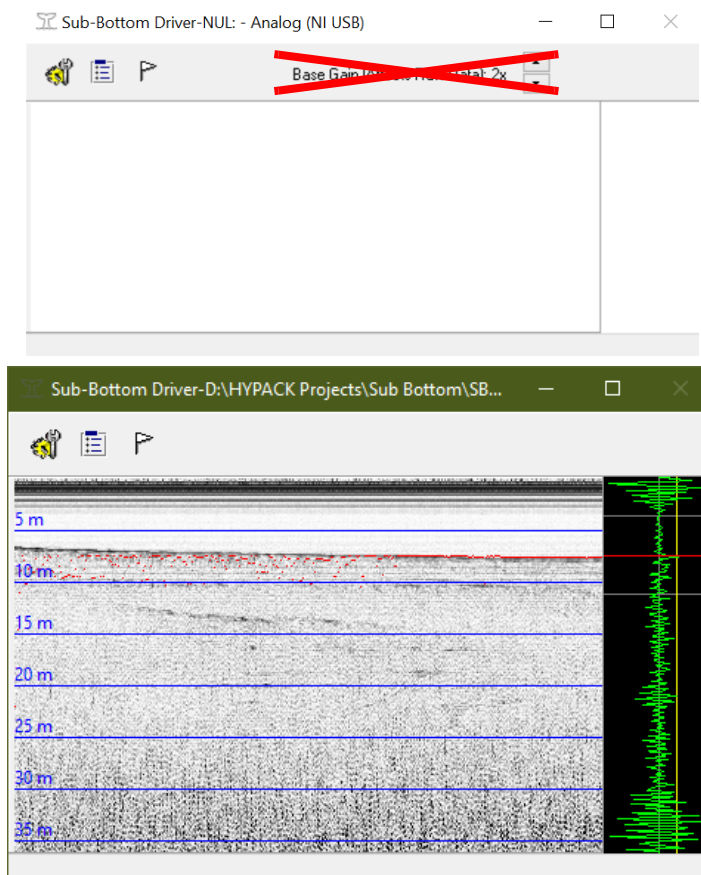 Sub-Bottom Driver-NUL: - Analog (NI USB)
Base Gain 2x
Sub-Bottom Driver-D:\HYPACK Projects\Sub Bottom\SB...
5 m
10 m
15 m
20 m
25 m
30 m
35 m